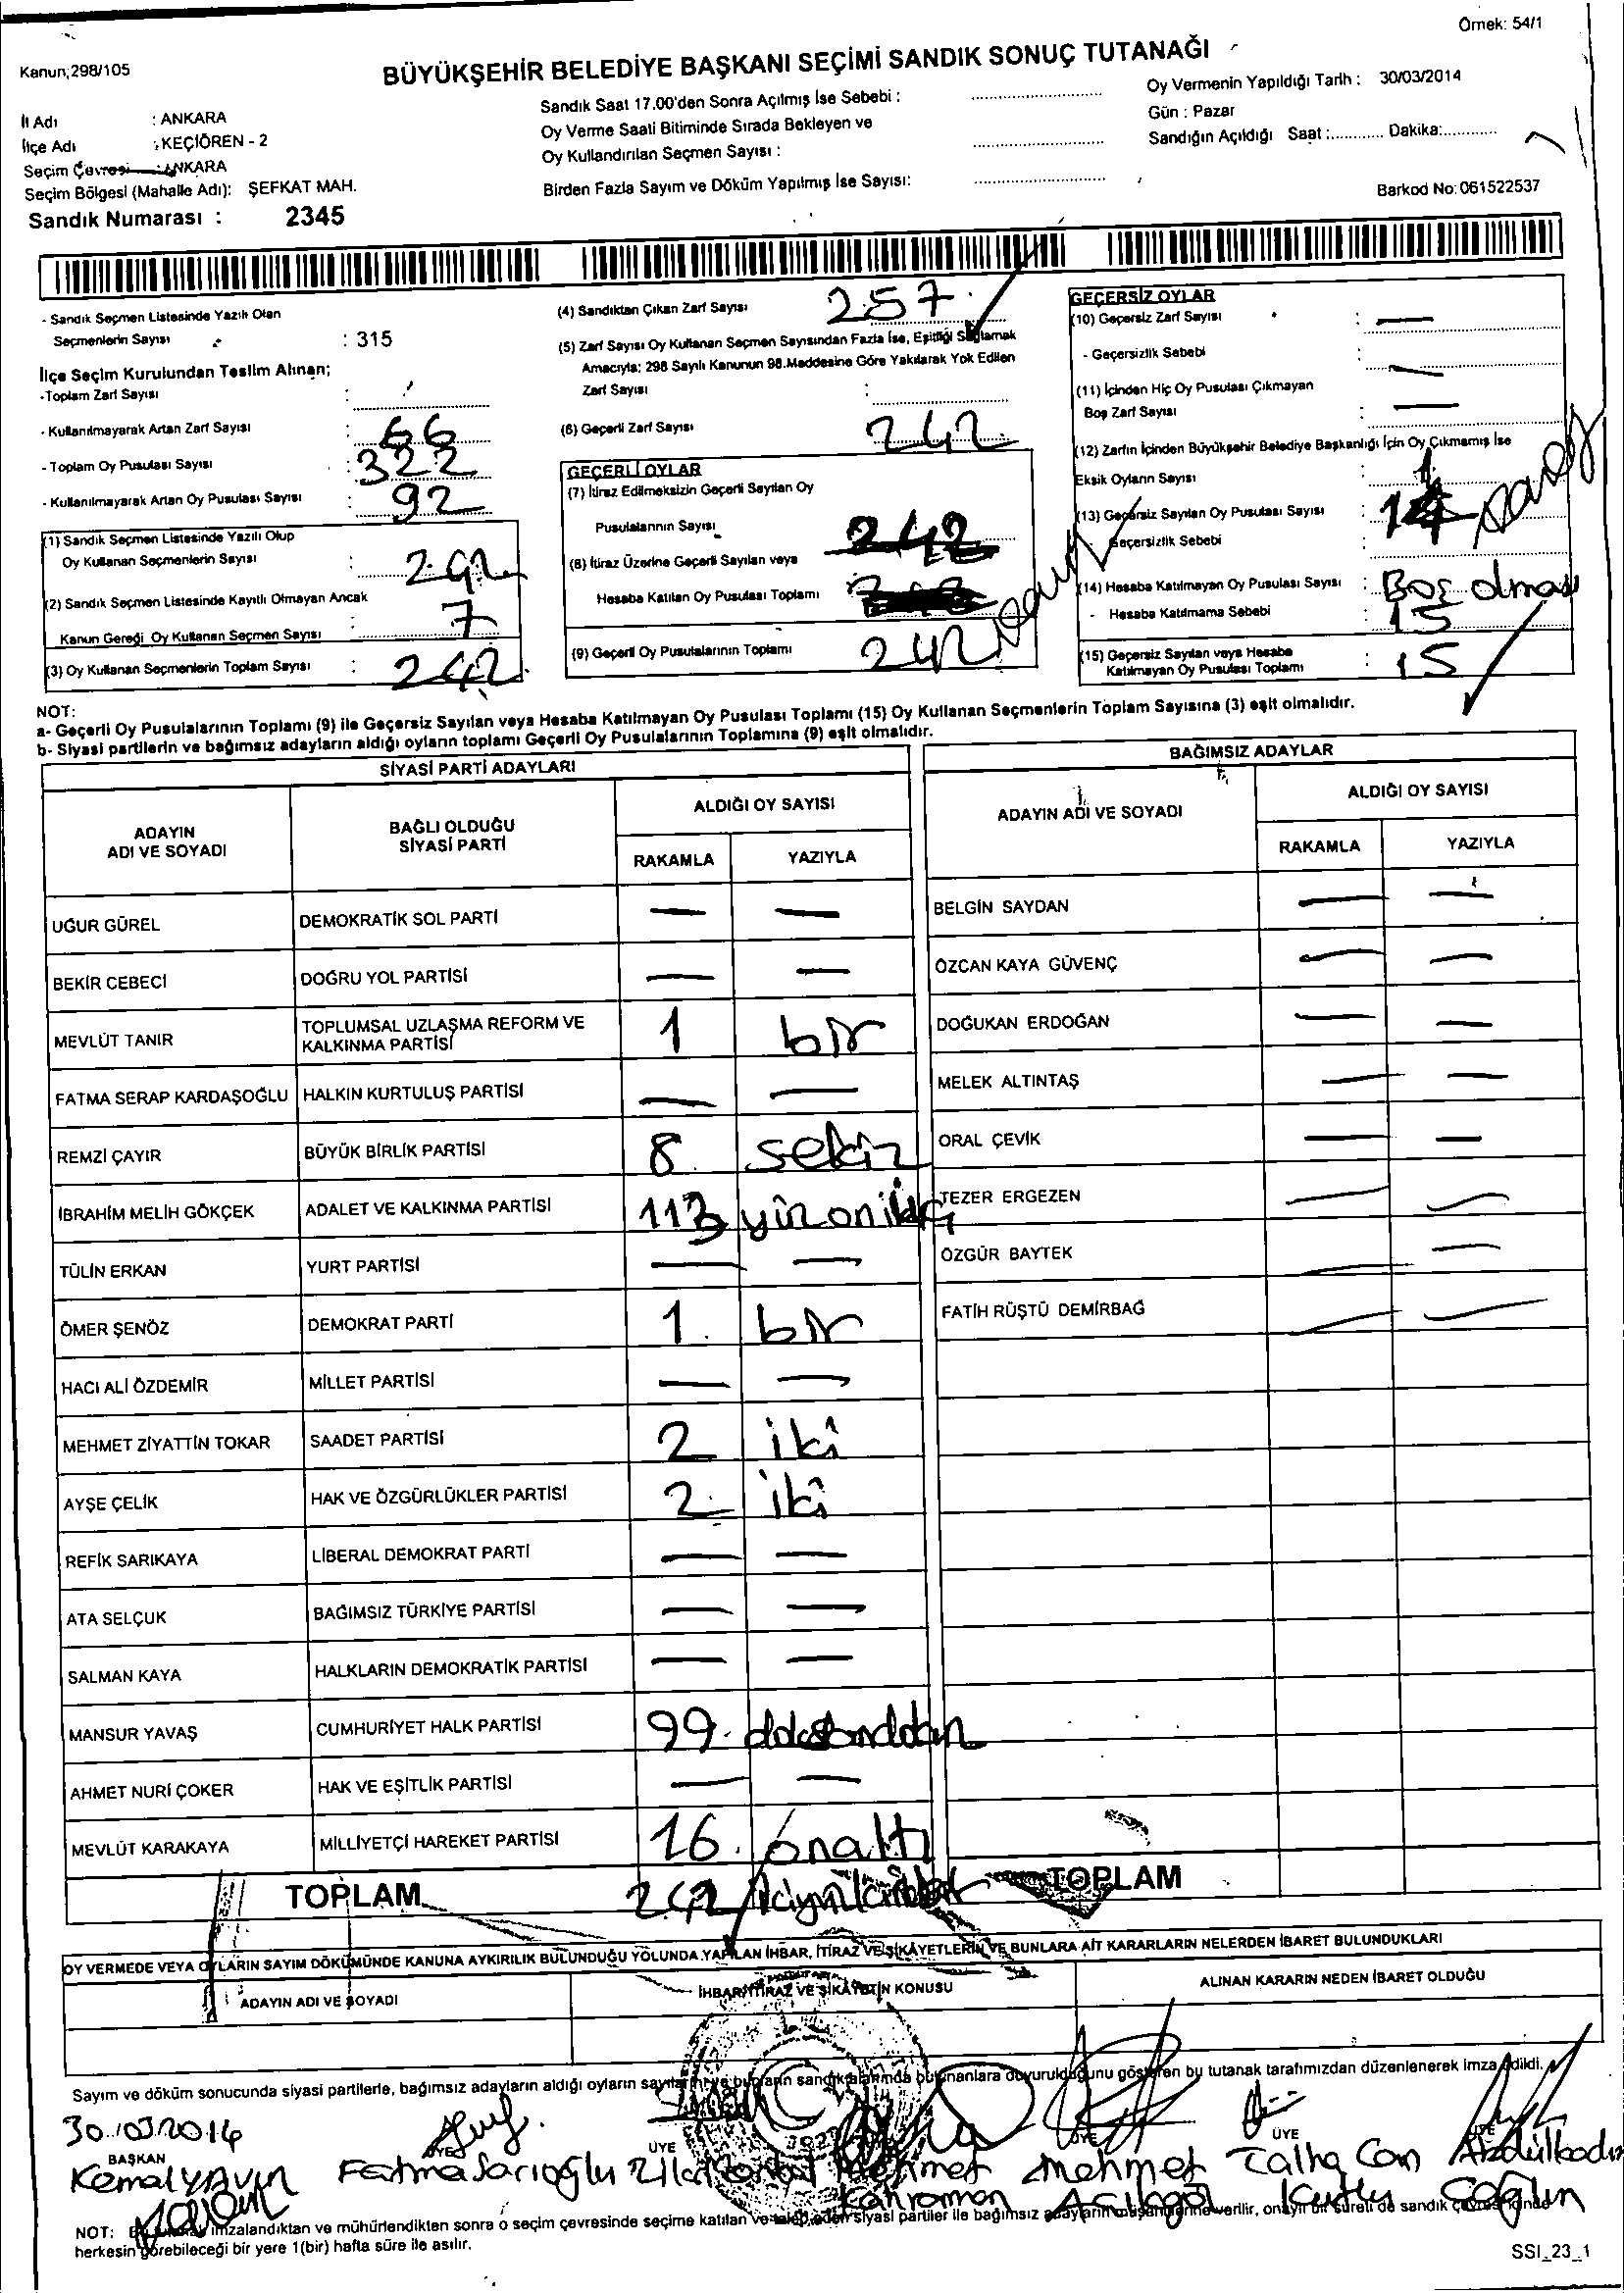 Örnek: 54/1
Kanun;298/105
BÜYÜKŞEHİR BELEDİYE BAŞKANI SEÇİMİ SANDIK SONUÇ TUTANAĞI
İl Adı : ANKARA
İlçe Adı : KEÇİÖREN - 2
Seçim Çevresi : ANKARA
Seçim Bölgesi (Mahalle Adı): ŞEFKAT MAH.
Sandık Numarası : 2345
Sandık Saat 17.00'den Sonra Açılmış İse Sebebi :
Oy Verme Saati Bitiminde Sırada Bekleyen ve
Oy Kullandırılan Seçmen Sayısı :
Birden Fazla Sayım ve Döküm Yapılmış İse Sayısı:
Oy Vermenin Yapıldığı Tarih : 30/03/2014
Gün : Pazar
Sandığın Açıldığı Saat :............ Dakika:...........
Barkod No: 061522537
- Sandık Seçmen Listesinde Yazılı Olan
Seçmenlerin Sayısı : 315
İlçe Seçim Kurulundan Teslim Alınan;
-Toplam Zarf Sayısı :
- Kullanılmayarak Artan Zarf Sayısı : 66
- Toplam Oy Pusulası Sayısı : 322
- Kullanılmayarak Artan Oy Pusulası Sayısı : 92
(1) Sandık Seçmen Listesinde Yazılı Olup
Oy Kullanan Seçmenlerin Sayısı : 242
(2) Sandık Seçmen Listesinde Kayıtlı Olmayan Ancak
Kanun Gereği Oy Kullanan Seçmen Sayısı : 7
(3) Oy Kullanan Seçmenlerin Toplam Sayısı : 242
(4) Sandıktan Çıkan Zarf Sayısı 257
(5) Zarf Sayısı Oy Kullanan Seçmen Sayısından Fazla İse, Eşitliği Sağlamak
Amacıyla; 298 Sayılı Kanunun 98.Maddesine Göre Yakılarak Yok Edilen
Zarf Sayısı :
(6) Geçerli Zarf Sayısı 242
GEÇERLİ OYLAR
(7) İtiraz Edilmeksizin Geçerli Sayılan Oy
Pusulalarının Sayısı 242
(8) İtiraz Üzerine Geçerli Sayılan veya
Hesaba Katılan Oy Pusulası Toplamı
(9) Geçerli Oy Pusulalarının Toplamı 242
GEÇERSİZ OYLAR
(10) Geçersiz Zarf Sayısı : —
- Geçersizlik Sebebi : —
(11) İçinden Hiç Oy Pusulası Çıkmayan
Boş Zarf Sayısı : —
(12) Zarfın İçinden Büyükşehir Belediye Başkanlığı İçin Oy Çıkmamış İse
Eksik Oyların Sayısı :
(13) Geçersiz Sayılan Oy Pusulası Sayısı : 14
- Geçersizlik Sebebi :
(14) Hesaba Katılmayan Oy Pusulası Sayısı : Boş olması
- Hesaba Katılmama Sebebi : 15
(15) Geçersiz Sayılan veya Hesaba
Katılmayan Oy Pusulası Toplamı : 15
NOT:
a- Geçerli Oy Pusulalarının Toplamı (9) ile Geçersiz Sayılan veya Hesaba Katılmayan Oy Pusulası Toplamı (15) Oy Kullanan Seçmenlerin Toplam Sayısına (3) eşit olmalıdır.
b- Siyasi partilerin ve bağımsız adayların aldığı oyların toplamı Geçerli Oy Pusulalarının Toplamına (9) eşit olmalıdır.
SİYASİ PARTİ ADAYLARI
ADAYIN ADI VE SOYADI BAĞLI OLDUĞU SİYASİ PARTİ ALDIĞI OY SAYISI
RAKAMLA YAZIYLA
UĞUR GÜREL DEMOKRATİK SOL PARTİ — —
BEKİR CEBECİ DOĞRU YOL PARTİSİ — —
MEVLÜT TANIR TOPLUMSAL UZLAŞMA REFORM VE KALKINMA PARTİSİ 1 bir
FATMA SERAP KARDAŞOĞLU HALKIN KURTULUŞ PARTİSİ — —
REMZİ ÇAYIR BÜYÜK BİRLİK PARTİSİ 8 sekiz
İBRAHİM MELİH GÖKÇEK ADALET VE KALKINMA PARTİSİ 113
TÜLİN ERKAN YURT PARTİSİ — —
ÖMER ŞENÖZ DEMOKRAT PARTİ 1 bir
HACI ALİ ÖZDEMİR MİLLET PARTİSİ — —
MEHMET ZİYATTİN TOKAR SAADET PARTİSİ 2 iki
AYŞE ÇELİK HAK VE ÖZGÜRLÜKLER PARTİSİ 2 iki
REFİK SARIKAYA LİBERAL DEMOKRAT PARTİ — —
ATA SELÇUK BAĞIMSIZ TÜRKİYE PARTİSİ — —
SALMAN KAYA HALKLARIN DEMOKRATİK PARTİSİ — —
MANSUR YAVAŞ CUMHURİYET HALK PARTİSİ 99
AHMET NURİ ÇOKER HAK VE EŞİTLİK PARTİSİ — —
MEVLÜT KARAKAYA MİLLİYETÇİ HAREKET PARTİSİ 16 onaltı
TOPLAM 242
BAĞIMSIZ ADAYLAR
ADAYIN ADI VE SOYADI ALDIĞI OY SAYISI
RAKAMLA YAZIYLA
BELGİN SAYDAN — —
ÖZCAN KAYA GÜVENÇ — —
DOĞUKAN ERDOĞAN — —
MELEK ALTINTAŞ — —
ORAL ÇEVİK — —
TEZER ERGEZEN — —
ÖZGÜR BAYTEK — —
FATİH RÜŞTÜ DEMİRBAĞ — —
TOPLAM
OY VERMEDE VEYA OYLARIN SAYIM DÖKÜMÜNDE KANUNA AYKIRILIK BULUNDUĞU YOLUNDA YAPILAN İHBAR, İTİRAZ VE ŞİKAYETLERİN VE BUNLARA AİT KARARLARIN NELERDEN İBARET BULUNDUKLARI
ADAYIN ADI VE SOYADI İHBAR/İTİRAZ VE ŞİKAYETİN KONUSU ALINAN KARARIN NEDEN İBARET OLDUĞU
Sayım ve döküm sonucunda siyasi partilerle, bağımsız adayların aldığı oyların sayılarını ve bunların sandık alanında bulunanlara duyurulduğunu gösteren bu tutanak tarafımızdan düzenlenerek imza edildi.
30/03/2014
BAŞKAN ÜYE ÜYE ÜYE ÜYE ÜYE
Kemal YAVUN Fatma Sarıoğlu Mehmet Kahraman Mehmet Açıkgöl Talha Can Kutlu Abdülkadir
NOT: Bu tutanak imzalandıktan ve mühürlendikten sonra o seçim çevresinde seçime katılan ve talep eden siyasi partiler ile bağımsız adayların müşahitlerine verilir, onaylı bir sureti de sandık çevresinde
herkesin görebileceği bir yere 1(bir) hafta süre ile asılır.
SSI_23_1